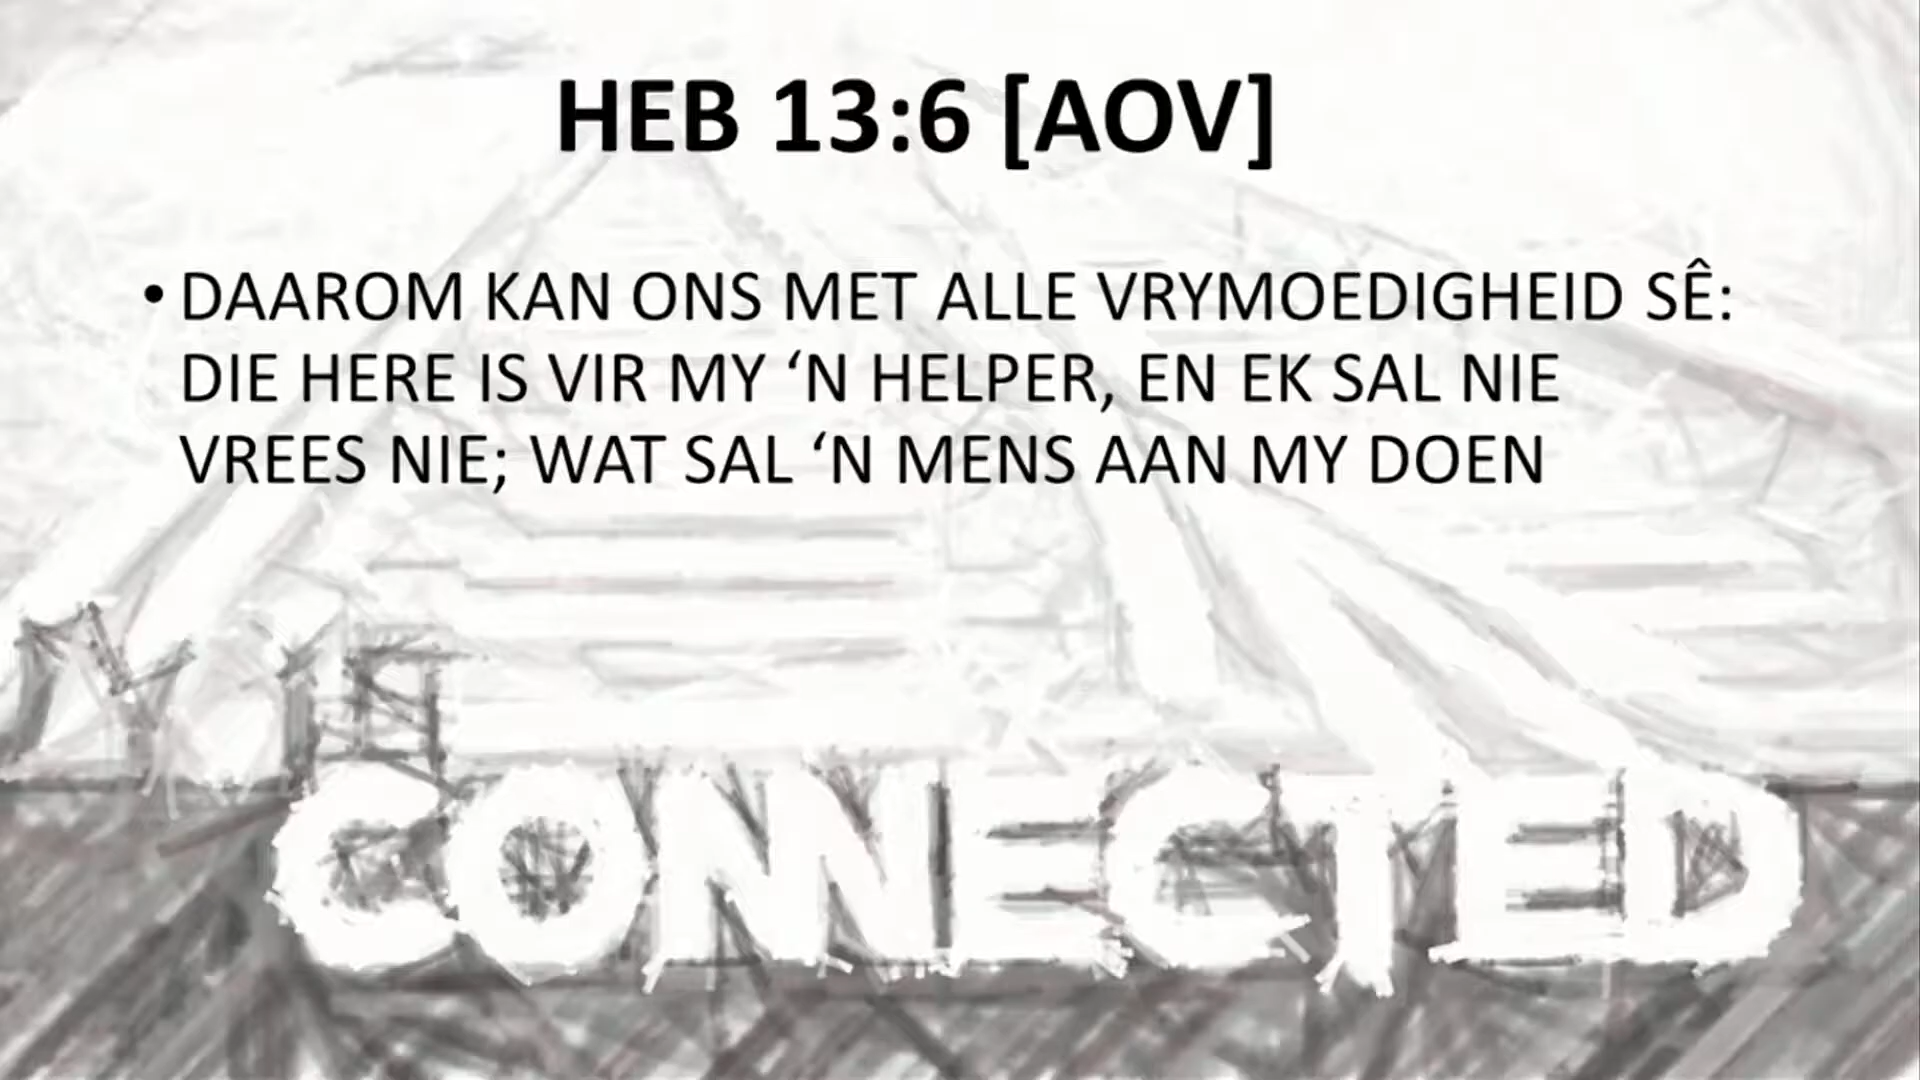 HEB 13:6 [AOV]
• DAAROM KAN ONS MET ALLE VRYMOEDIGHEID SÊ:
DIE HERE IS VIR MY ‘N HELPER, EN EK SAL NIE
VREES NIE; WAT SAL ‘N MENS AAN MY DOEN
CONNECTED